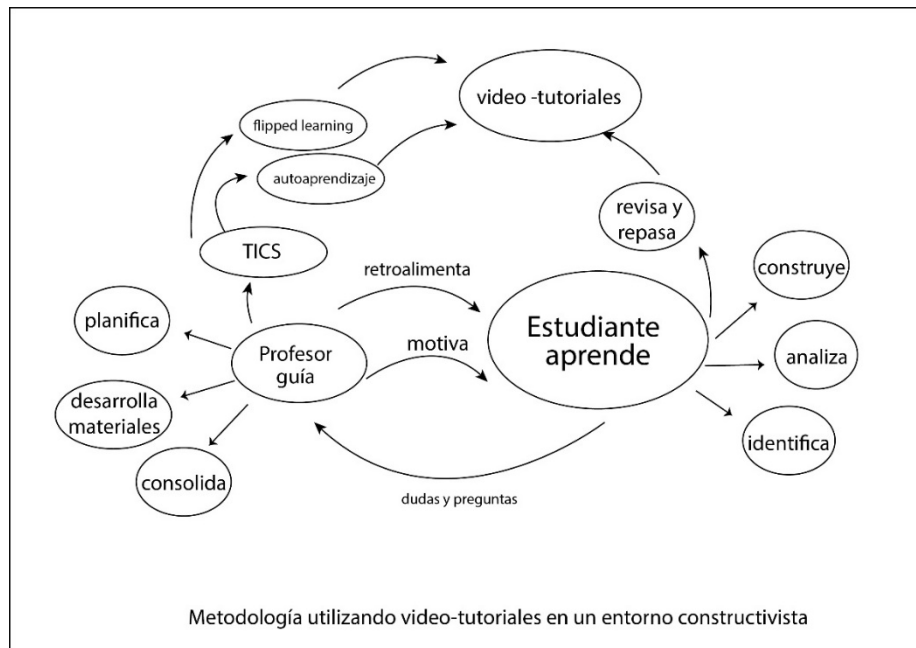 video -tutoriales
flipped learning
autoaprendizaje
revisa y
repasa
TICS
construye
retroalimenta
planifica
Estudiante
aprende
Profesor
guía
motiva
analiza
desarrolla
materiales
identifica
consolida
dudas y preguntas
Metodología utilizando video-tutoriales en un entorno constructivista